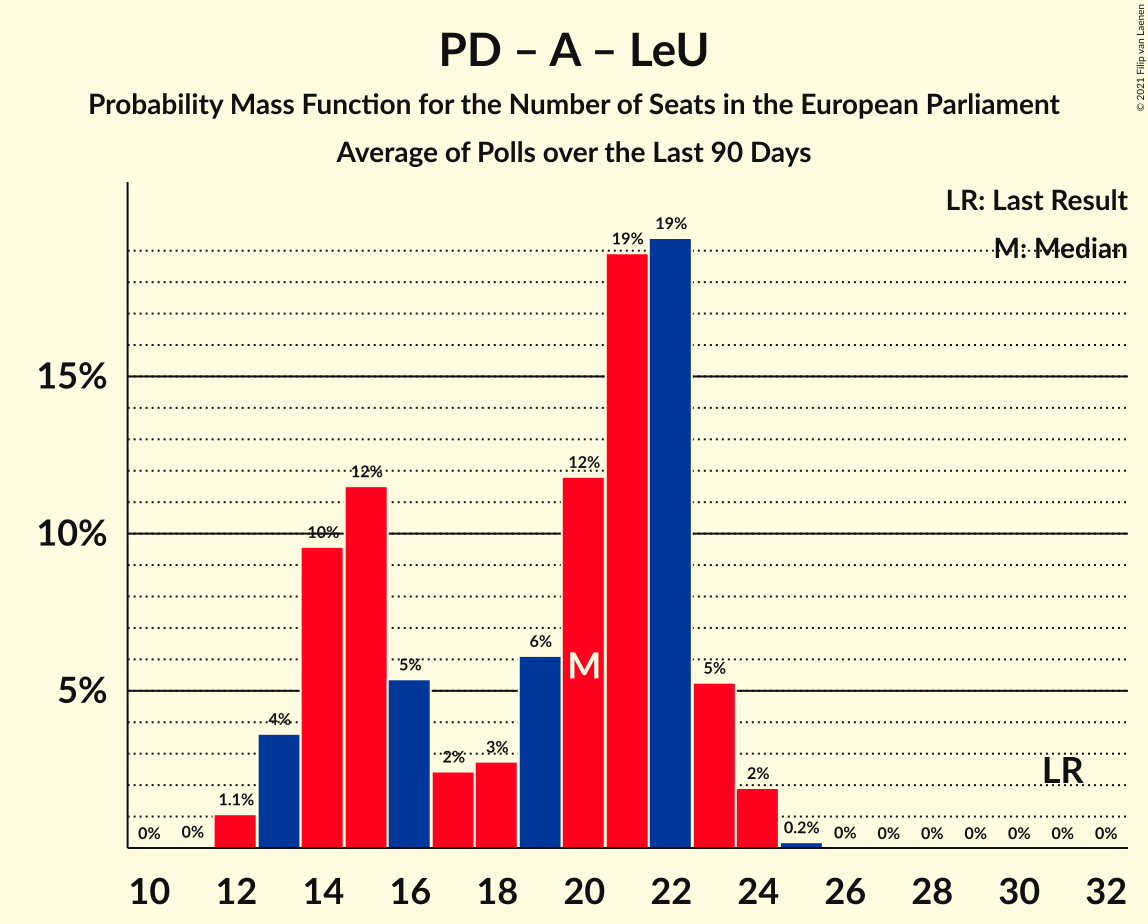 PD – A – LeU
Probability Mass Function for the Number of Seats in the European Parliament
Average of Polls over the Last 90 Days
© 2021 Filip van Laenen
LR: Last Result
M: Median
15%
10%
5%
0%
0%
1.1%
4%
10%
12%
5%
2%
3%
6%
12%
19%
19%
5%
2%
0.2%
0%
0%
0%
0%
0%
0%
0%
M
LR
10 12 14 16 18 20 22 24 26 28 30 32